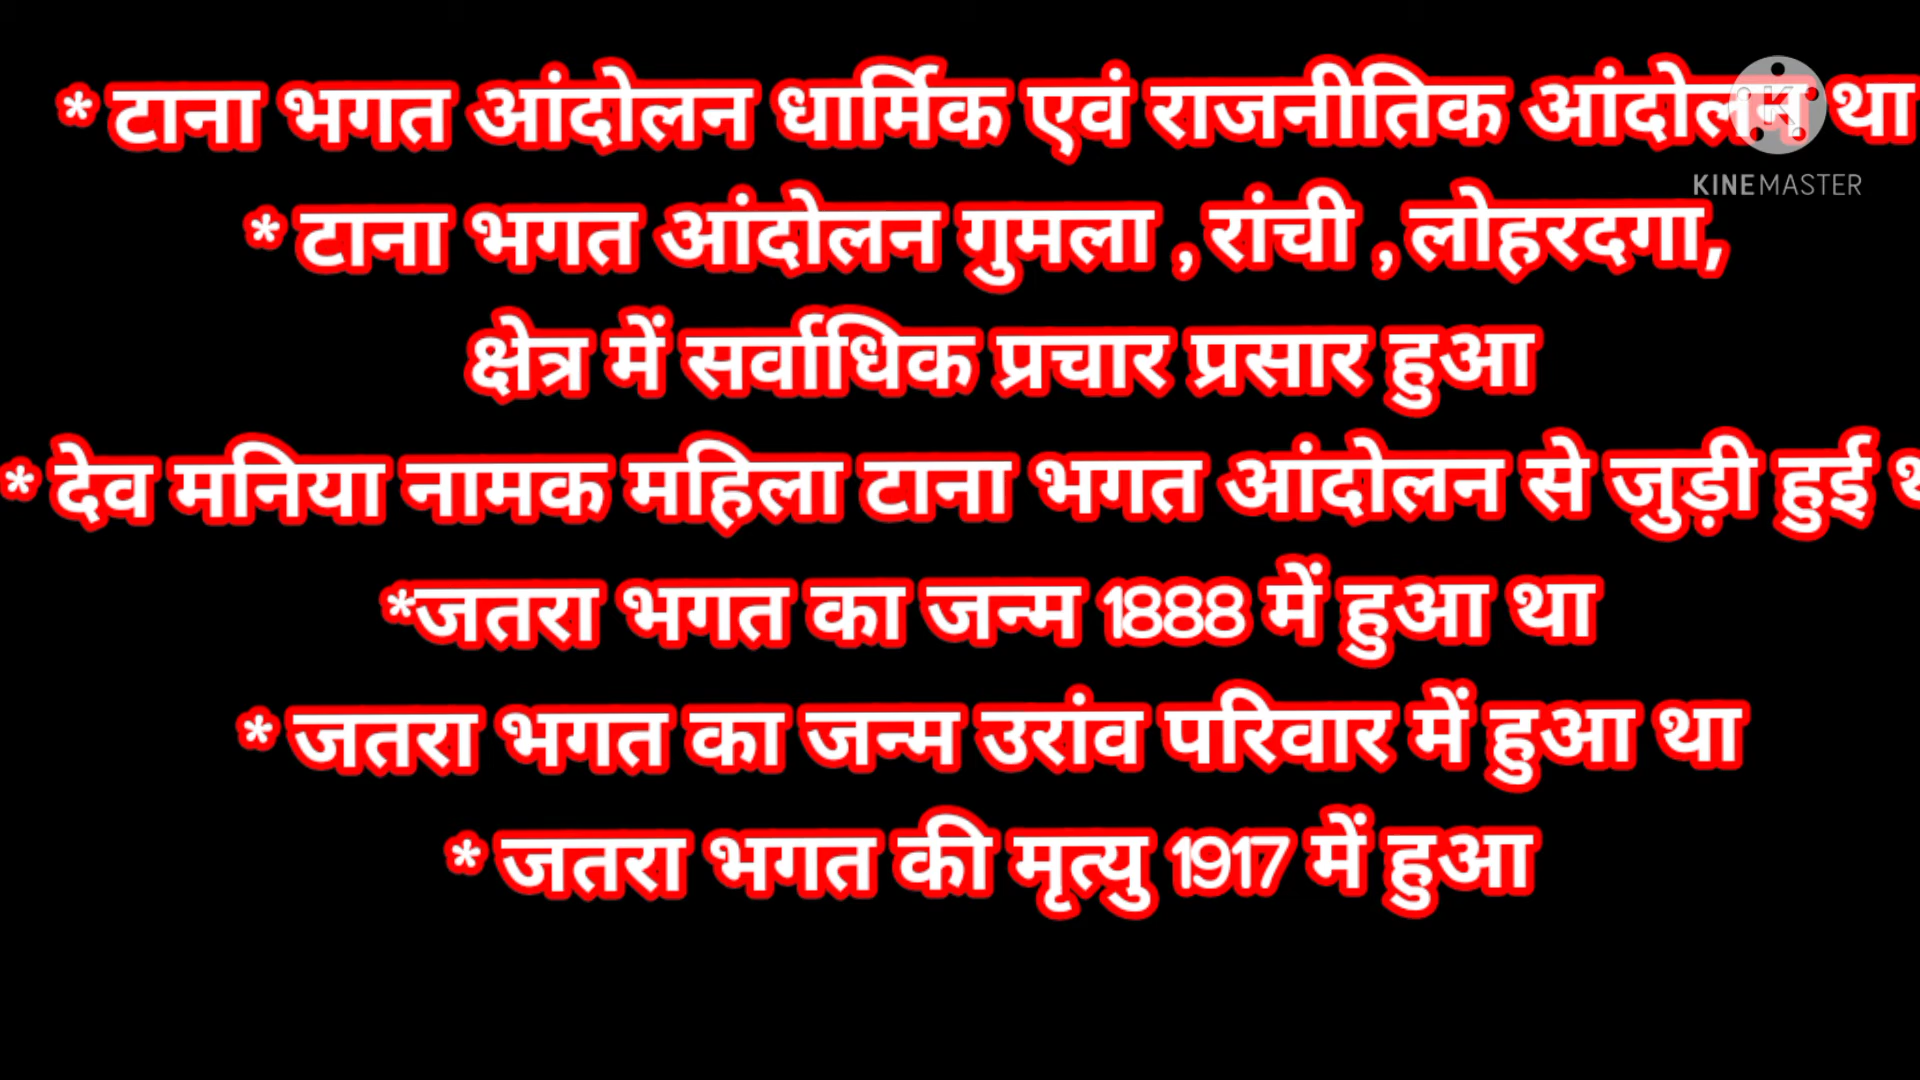 * टाना भगत आंदोलन धार्मिक एवं राजनीतिक आंदोलन था
KINEMASTER
* टाना भगत आंदोलन गुमला , रांची , लोहरदगा,
क्षेत्र में सर्वाधिक प्रचार प्रसार हुआ
* देव मनिया नामक महिला टाना भगत आंदोलन से जुड़ी हुई
*जतरा भगत का जन्म 1888 में हुआ था
* जतरा भगत का जन्म उरांव परिवार में हुआ था
* जतरा भगत की मृत्यु 1917 में हुआ